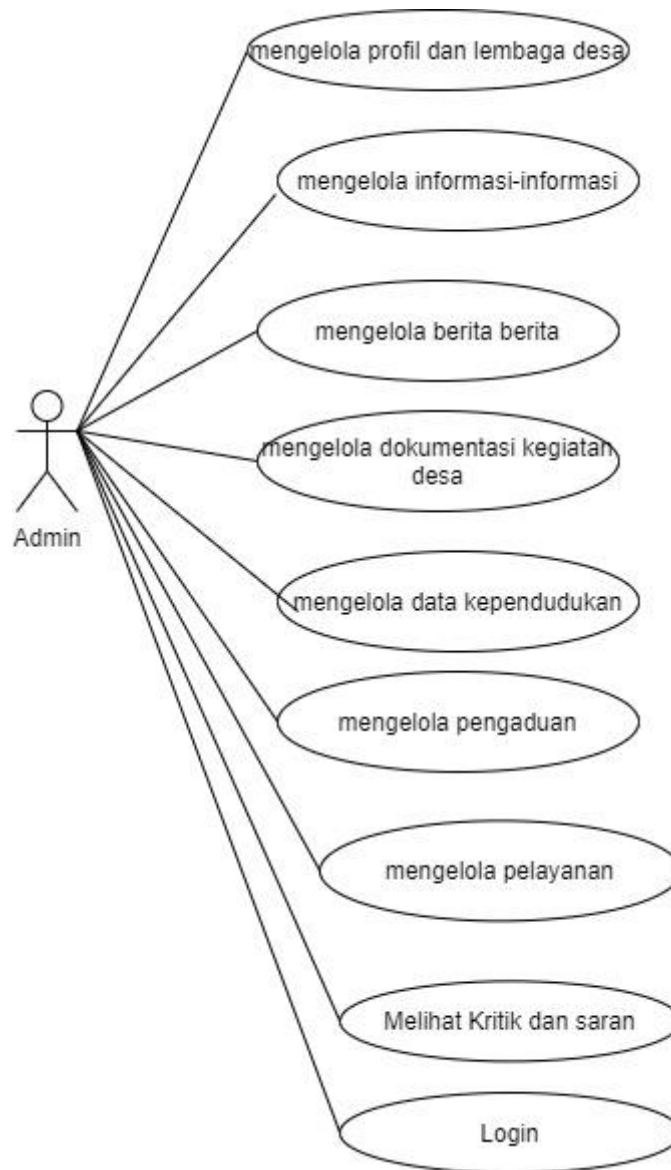 mengelola profil dan lembaga desa
mengelola informasi-informasi
mengelola berita berita
mengelola dokumentasi kegiatan
desa
Admin
mengelola data kependudukan
mengelola pengaduan
mengelola pelayanan
Melihat Kritik dan saran
Login